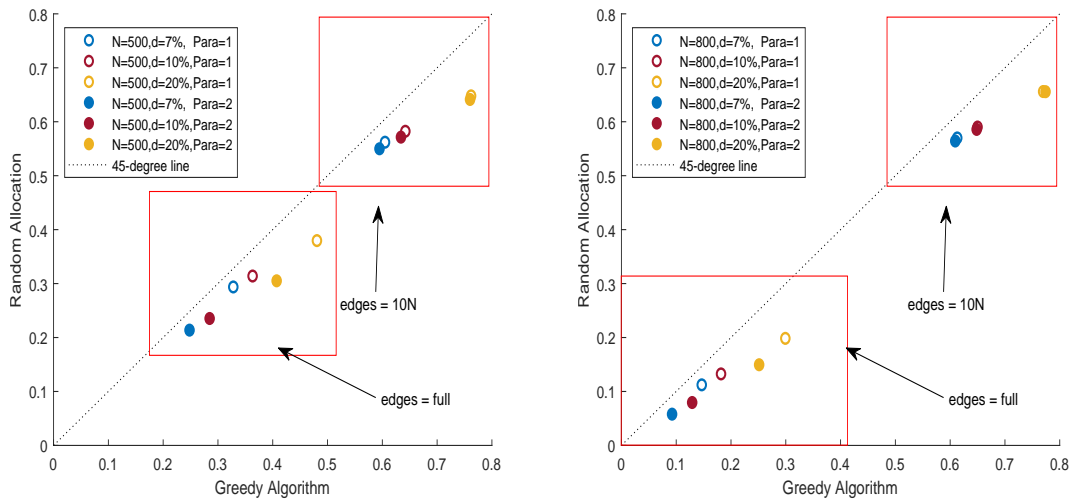 0.8
0.7
0.6
0.5
0.4
0.3
0.2
0.1
0
Random Allocation
N=500,d=7%, Para=1
N=500,d=10%,Para=1
N=500,d=20%,Para=1
N=500,d=7%, Para=2
N=500,d=10%,Para=2
N=500,d=20%,Para=2
45-degree line
edges = 10N
edges = full
0 0.1 0.2 0.3 0.4 0.5 0.6 0.7 0.8
Greedy Algorithm
0.8
0.7
0.6
0.5
0.4
0.3
0.2
0.1
0
Random Allocation
N=800,d=7%, Para=1
N=800,d=10%,Para=1
N=800,d=20%,Para=1
N=800,d=7%, Para=2
N=800,d=10%,Para=2
N=800,d=20%,Para=2
45-degree line
edges = 10N
edges = full
0 0.1 0.2 0.3 0.4 0.5 0.6 0.7 0.8
Greedy Algorithm